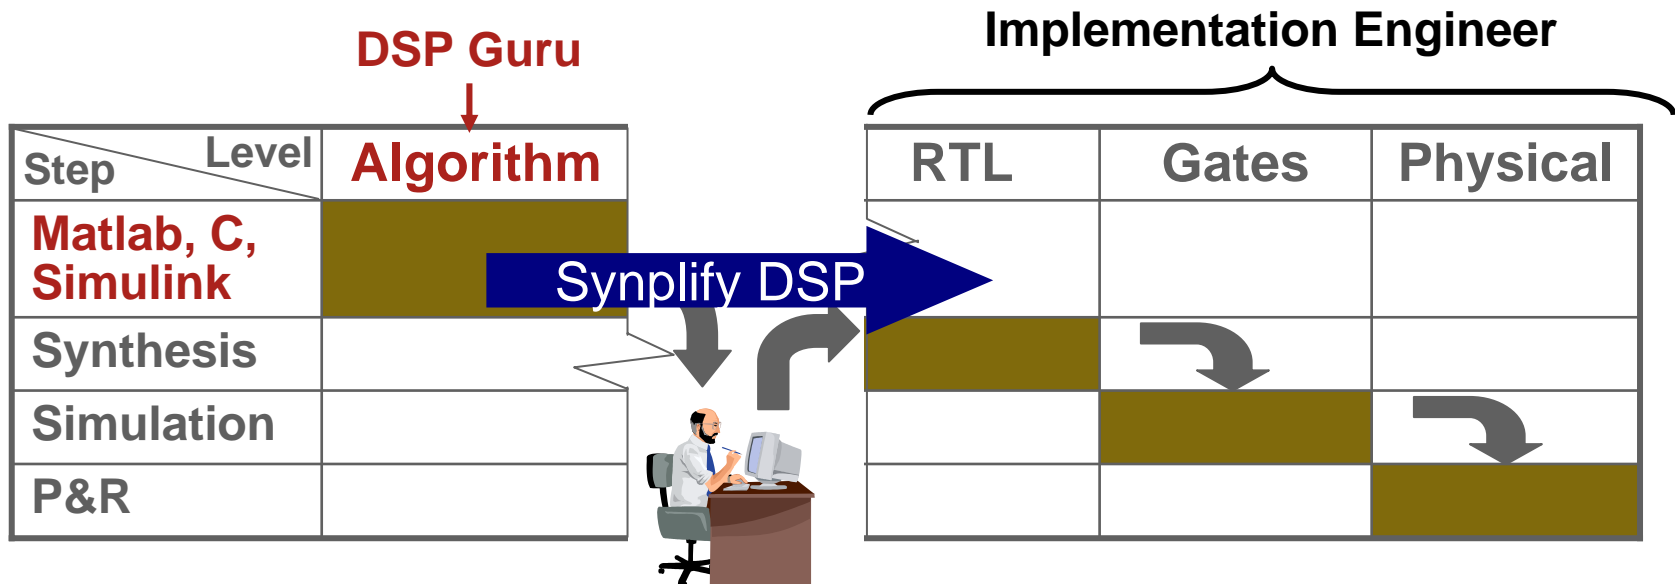 Implementation Engineer
DSP Guru
Level
Step
Algorithm
RTL
Gates
Physical
Matlab, C,
Simulink
Synplify DSP
Synthesis
Simulation
P&R